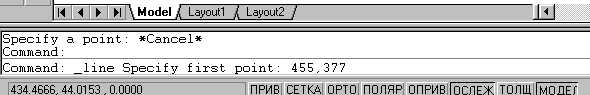 Model Layout1 Layout2
Specify a point: *Cancel*
Command:
Command: _line Specify first point: 455,377
434.4666, 44.0153 , 0.0000 ПРИВ СЕТКА ОРТО ПОЛЯР ОПРИВ ОСЛЕЖ ТОЛЩ МОДЕЛ